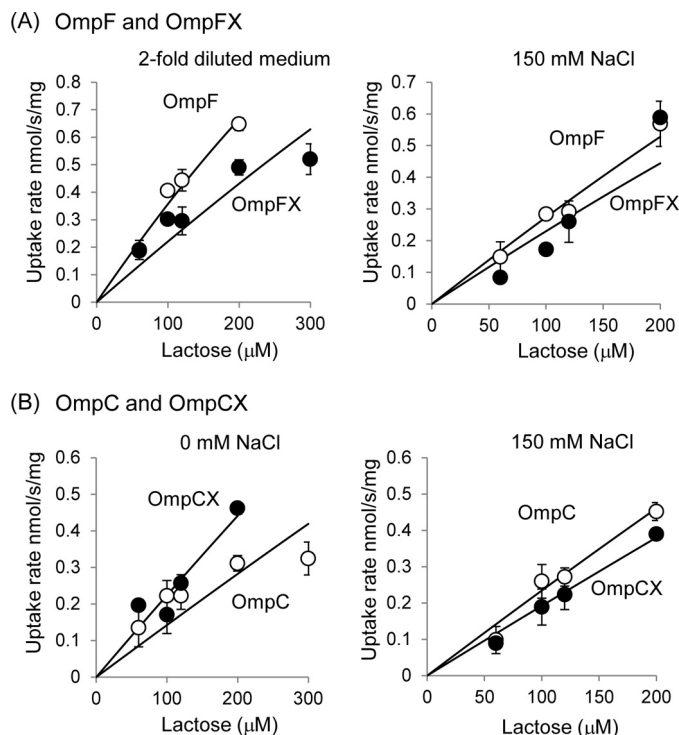 (A) OmpF and OmpFX
2-fold diluted medium
Uptake rate nmol/s/mg
0.8
0.7
0.6
0.5
0.4
0.3
0.2
0.1
0
OmpF
OmpFX
0 100 200 300
Lactose (μM)
150 mM NaCl
Uptake rate nmol/s/mg
0.7
0.6
0.5
0.4
0.3
0.2
0.1
0
OmpF
OmpFX
0 50 100 150 200
Lactose (μM)
(B) OmpC and OmpCX
0 mM NaCl
Uptake rate nmol/s/mg
0.6
0.5
0.4
0.3
0.2
0.1
0
OmpCX
OmpC
0 100 200 300
Lactose (μM)
150 mM NaCl
Uptake rate nmol/s/mg
0.6
0.5
0.4
0.3
0.2
0.1
0
OmpC
OmpCX
0 50 100 150 200
Lactose (μM)